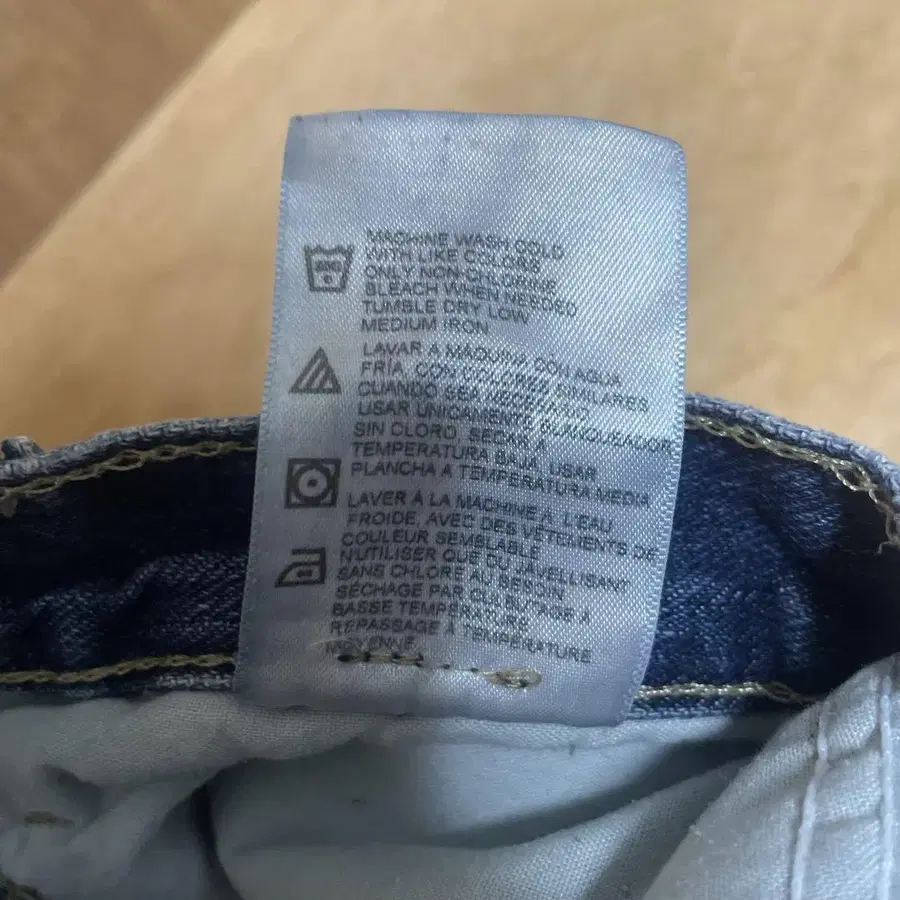 MACHINE WASH COLD
WITH LIKE COLORS
ONLY NON-CHLORINE
BLEACH WHEN NEEDED
TUMBLE DRY LOW
MEDIUM IRON
LAVAR A MÁQUINA CON AGUA
FRÍA, CON COLORES SIMILARES
CUANDO SEA NECESARIO
USAR ÚNICAMENTE BLANQUEADOR
SIN CLORO, SECAR A
TEMPERATURA BAJA, USAR
PLANCHA A TEMPERATURA MEDIA
LAVER À LA MACHINE À L'EAU
FROIDE, AVEC DES VÊTEMENTS DE
COULEUR SEMBLABLE
N'UTILISER QUE DU JAVELLISANT
SANS CHLORE AU BESOIN
SÉCHAGE PAR CULBUTAGE À
BASSE TEMPÉRATURE
REPASSAGE À TEMPÉRATURE
MOYENNE